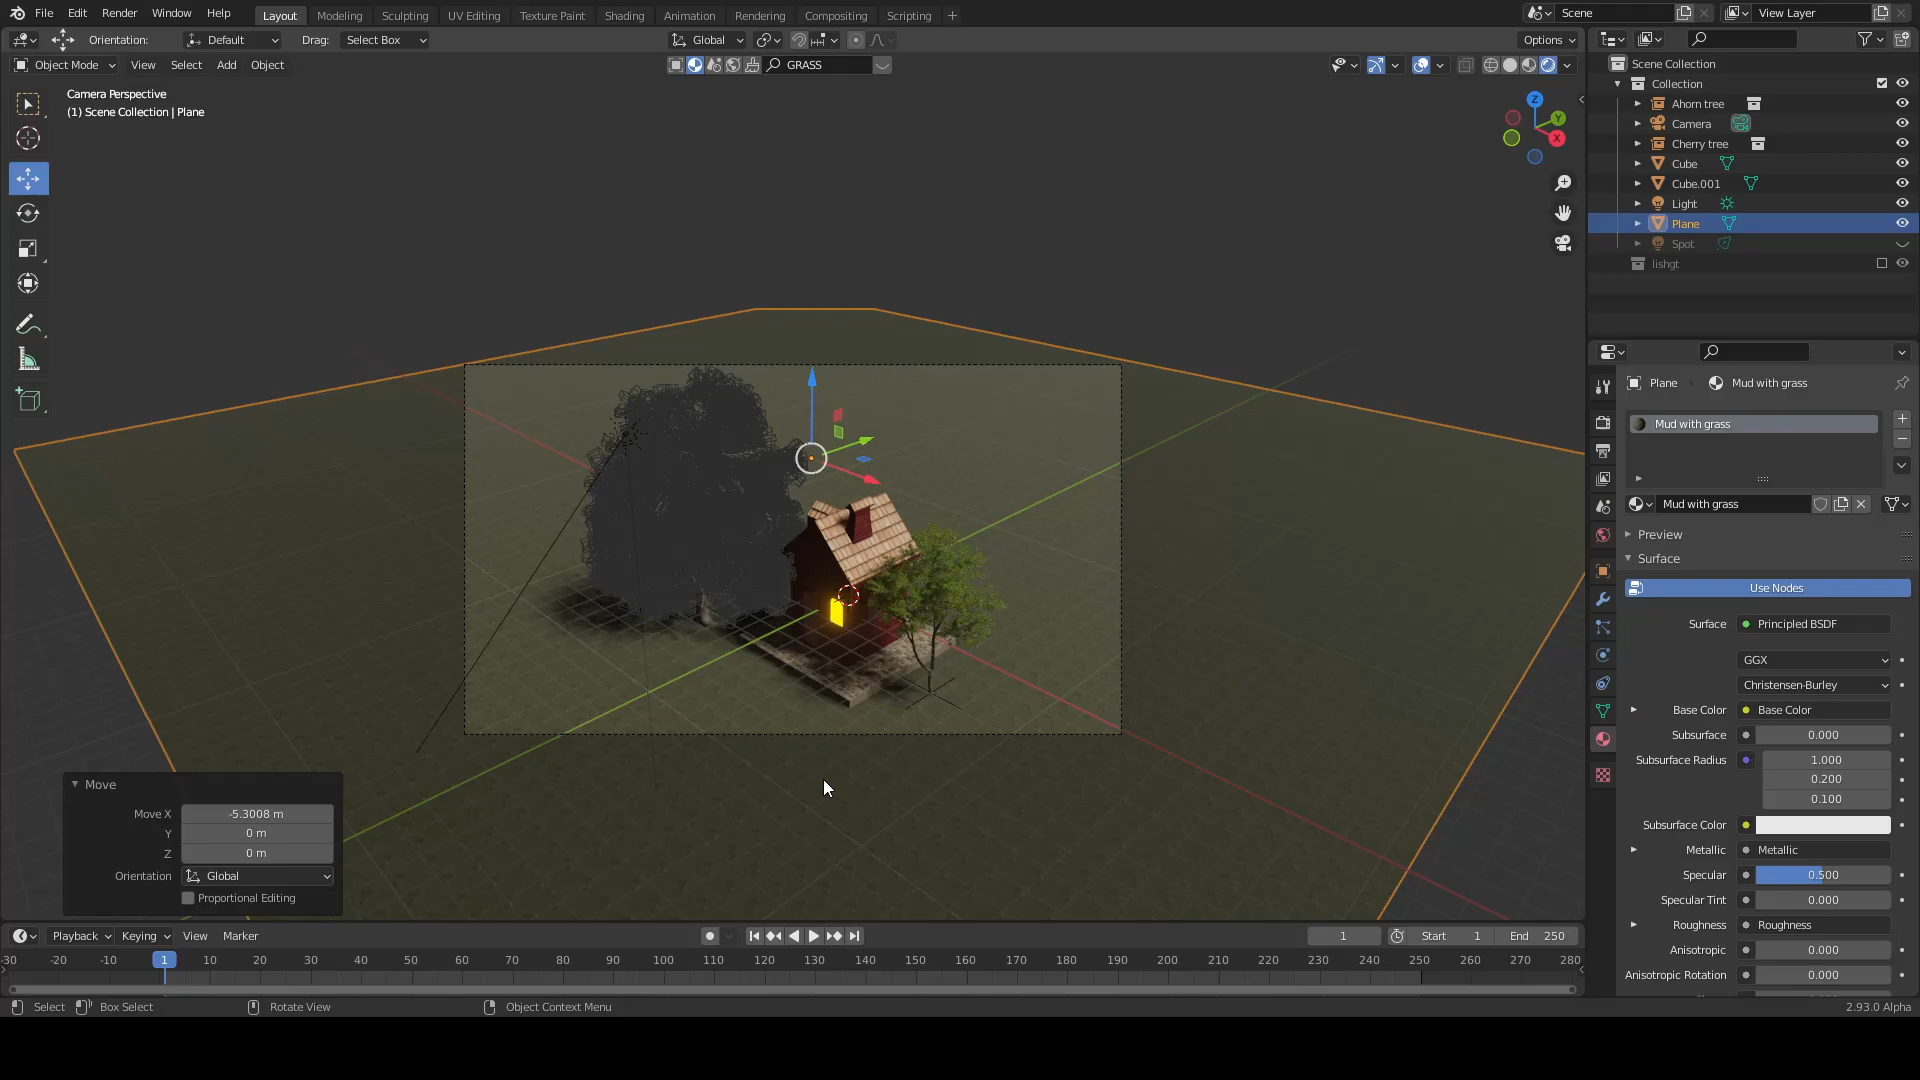 File Edit Render Window Help Layout Modeling Sculpting UV Editing Texture Paint Shading Animation Rendering Compositing Scripting + Scene View Layer
Orientation: Default Drag: Select Box Global Options
Object Mode View Select Add Object GRASS
Camera Perspective
(1) Scene Collection | Plane
Z
Y
X
Scene Collection
Collection
Ahorn tree
Camera
Cherry tree
Cube
Cube.001
Light
Plane
Spot
lishgt
Plane Mud with grass
Mud with grass
Mud with grass
Preview
Surface
Use Nodes
Surface Principled BSDF
GGX
Christensen-Burley
Base Color Base Color
Subsurface 0.000
Subsurface Radius 1.000
0.200
0.100
Subsurface Color
Metallic Metallic
Specular 0.500
Specular Tint 0.000
Roughness Roughness
Anisotropic 0.000
Anisotropic Rotation 0.000
Move
Move X -5.3008 m
Y 0 m
Z 0 m
Orientation Global
Proportional Editing
Playback Keying View Marker 1 Start 1 End 250
-30 -20 -10 1 10 20 30 40 50 60 70 80 90 100 110 120 130 140 150 160 170 180 190 200 210 220 230 240 250 260 270 280
Select Box Select Rotate View Object Context Menu 2.93.0 Alpha